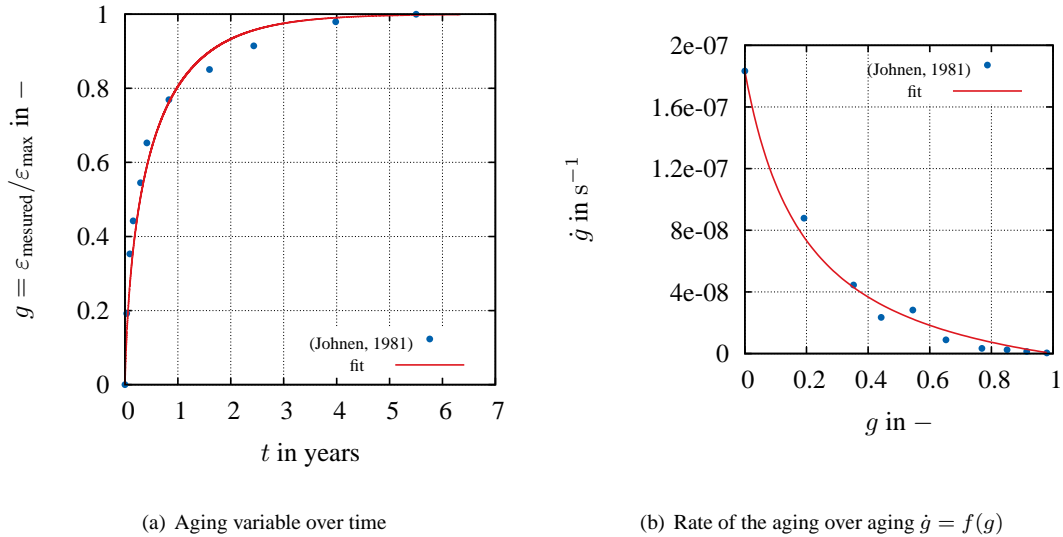 1
0.8
0.6
0.4
0.2
0
0 1 2 3 4 5 6 7
g = εmesured/εmax in −
t in years
(Johnen, 1981)
fit
(a) Aging variable over time
2e-07
1.6e-07
1.2e-07
8e-08
4e-08
0
0 0.2 0.4 0.6 0.8 1
ġ in s⁻¹
g in −
(Johnen, 1981)
fit
(b) Rate of the aging over aging ġ = f(g)